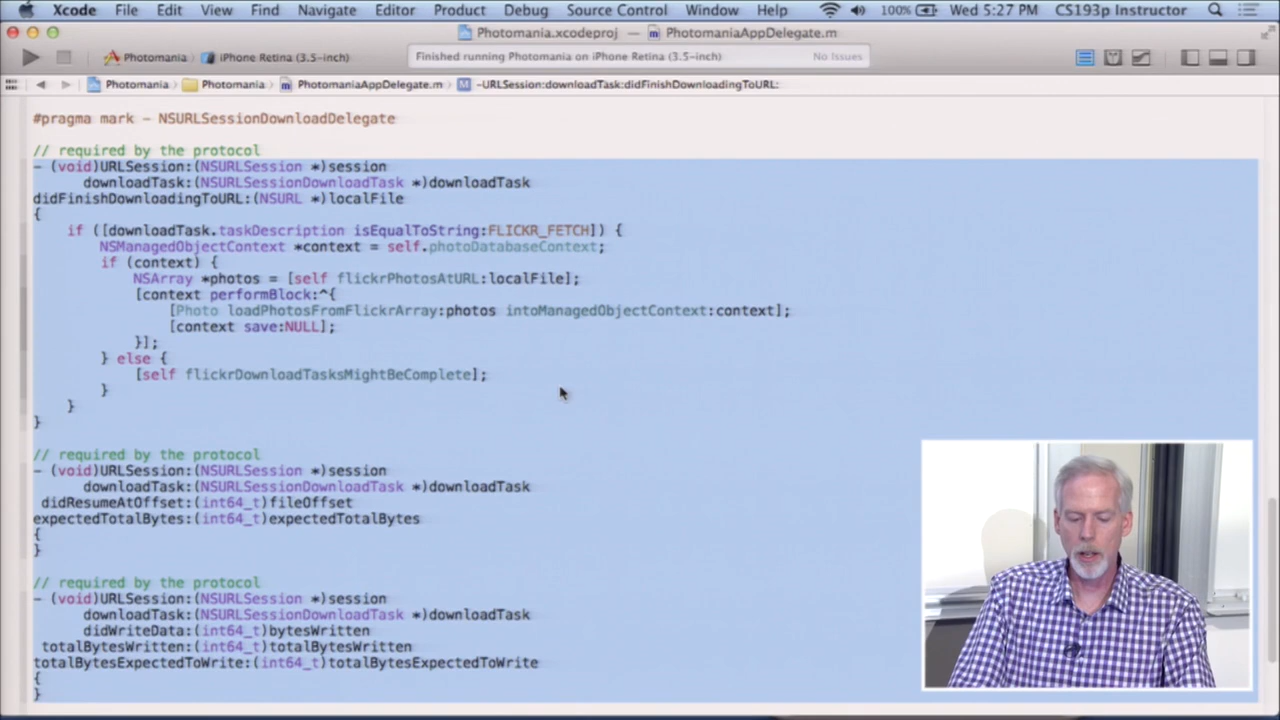 Xcode File Edit View Find Navigate Editor Product Debug Source Control Window Help 100% Wed 5:27 PM CS193p Instructor
Photomania.xcodeproj — PhotomaniaAppDelegate.m
Photomania iPhone Retina (3.5-inch) Finished running Photomania on iPhone Retina (3.5-inch) No Issues
Photomania Photomania PhotomaniaAppDelegate.m M -URLSession:downloadTask:didFinishDownloadingToURL:
#pragma mark - NSURLSessionDownloadDelegate
// required by the protocol
- (void)URLSession:(NSURLSession *)session
downloadTask:(NSURLSessionDownloadTask *)downloadTask
didFinishDownloadingToURL:(NSURL *)localFile
{
if ([downloadTask.taskDescription isEqualToString:FLICKR_FETCH]) {
NSManagedObjectContext *context = self.photoDatabaseContext;
if (context) {
NSArray *photos = [self flickrPhotosAtURL:localFile];
[context performBlock:^{
[Photo loadPhotosFromFlickrArray:photos intoManagedObjectContext:context];
[context save:NULL];
}];
} else {
[self flickrDownloadTasksMightBeComplete];
}
}
}
// required by the protocol
- (void)URLSession:(NSURLSession *)session
downloadTask:(NSURLSessionDownloadTask *)downloadTask
didResumeAtOffset:(int64_t)fileOffset
expectedTotalBytes:(int64_t)expectedTotalBytes
{
}
// required by the protocol
- (void)URLSession:(NSURLSession *)session
downloadTask:(NSURLSessionDownloadTask *)downloadTask
didWriteData:(int64_t)bytesWritten
totalBytesWritten:(int64_t)totalBytesWritten
totalBytesExpectedToWrite:(int64_t)totalBytesExpectedToWrite
{
}